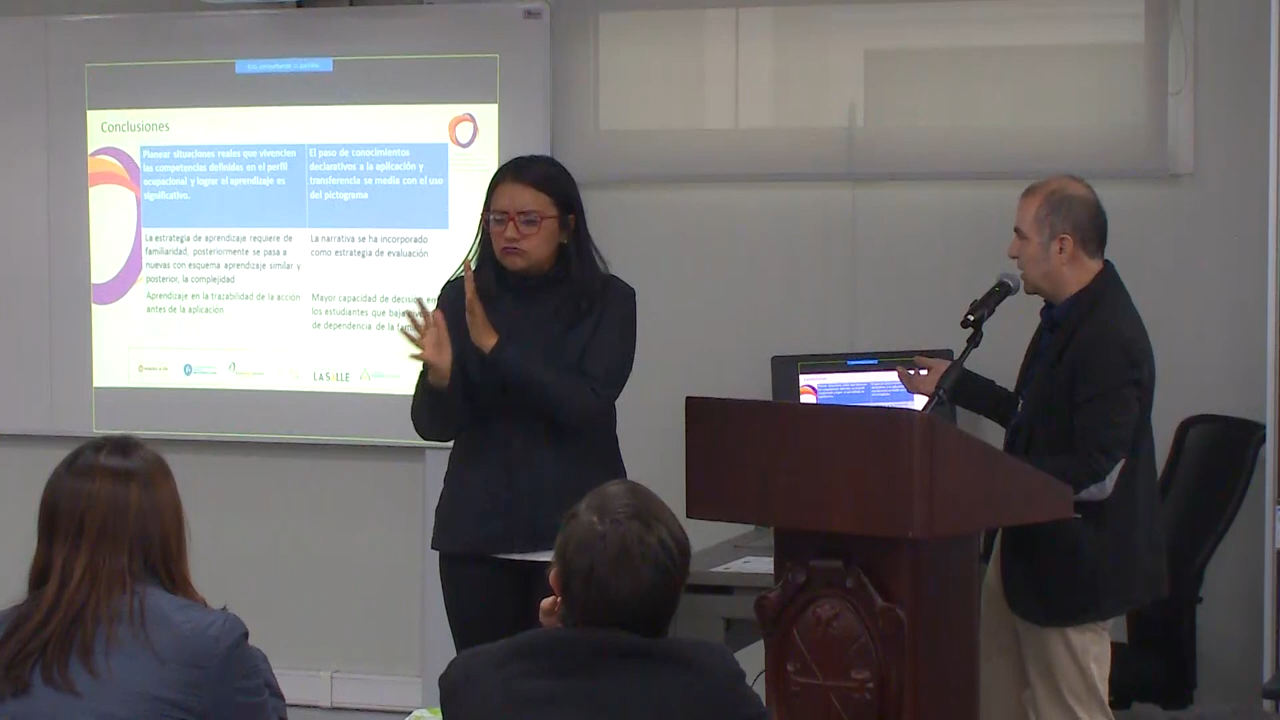 Conclusiones
Planear situaciones reales que vivencien
las competencias definidas en el perfil
ocupacional y lograr el aprendizaje es
significativo.
El paso de conocimientos
declarativos a la aplicación y
transferencia se media con el uso
del pictograma
La estrategia de aprendizaje requiere de
familiaridad, posteriormente se pasa a
nuevas con esquema aprendizaje similar y
posterior, la complejidad
La narrativa se ha incorporado
como estrategia de evaluación
Aprendizaje en la trazabilidad de la acción
antes de la aplicación
Mayor capacidad de decisión en
los estudiantes que baja
de dependencia de la
LASALLE